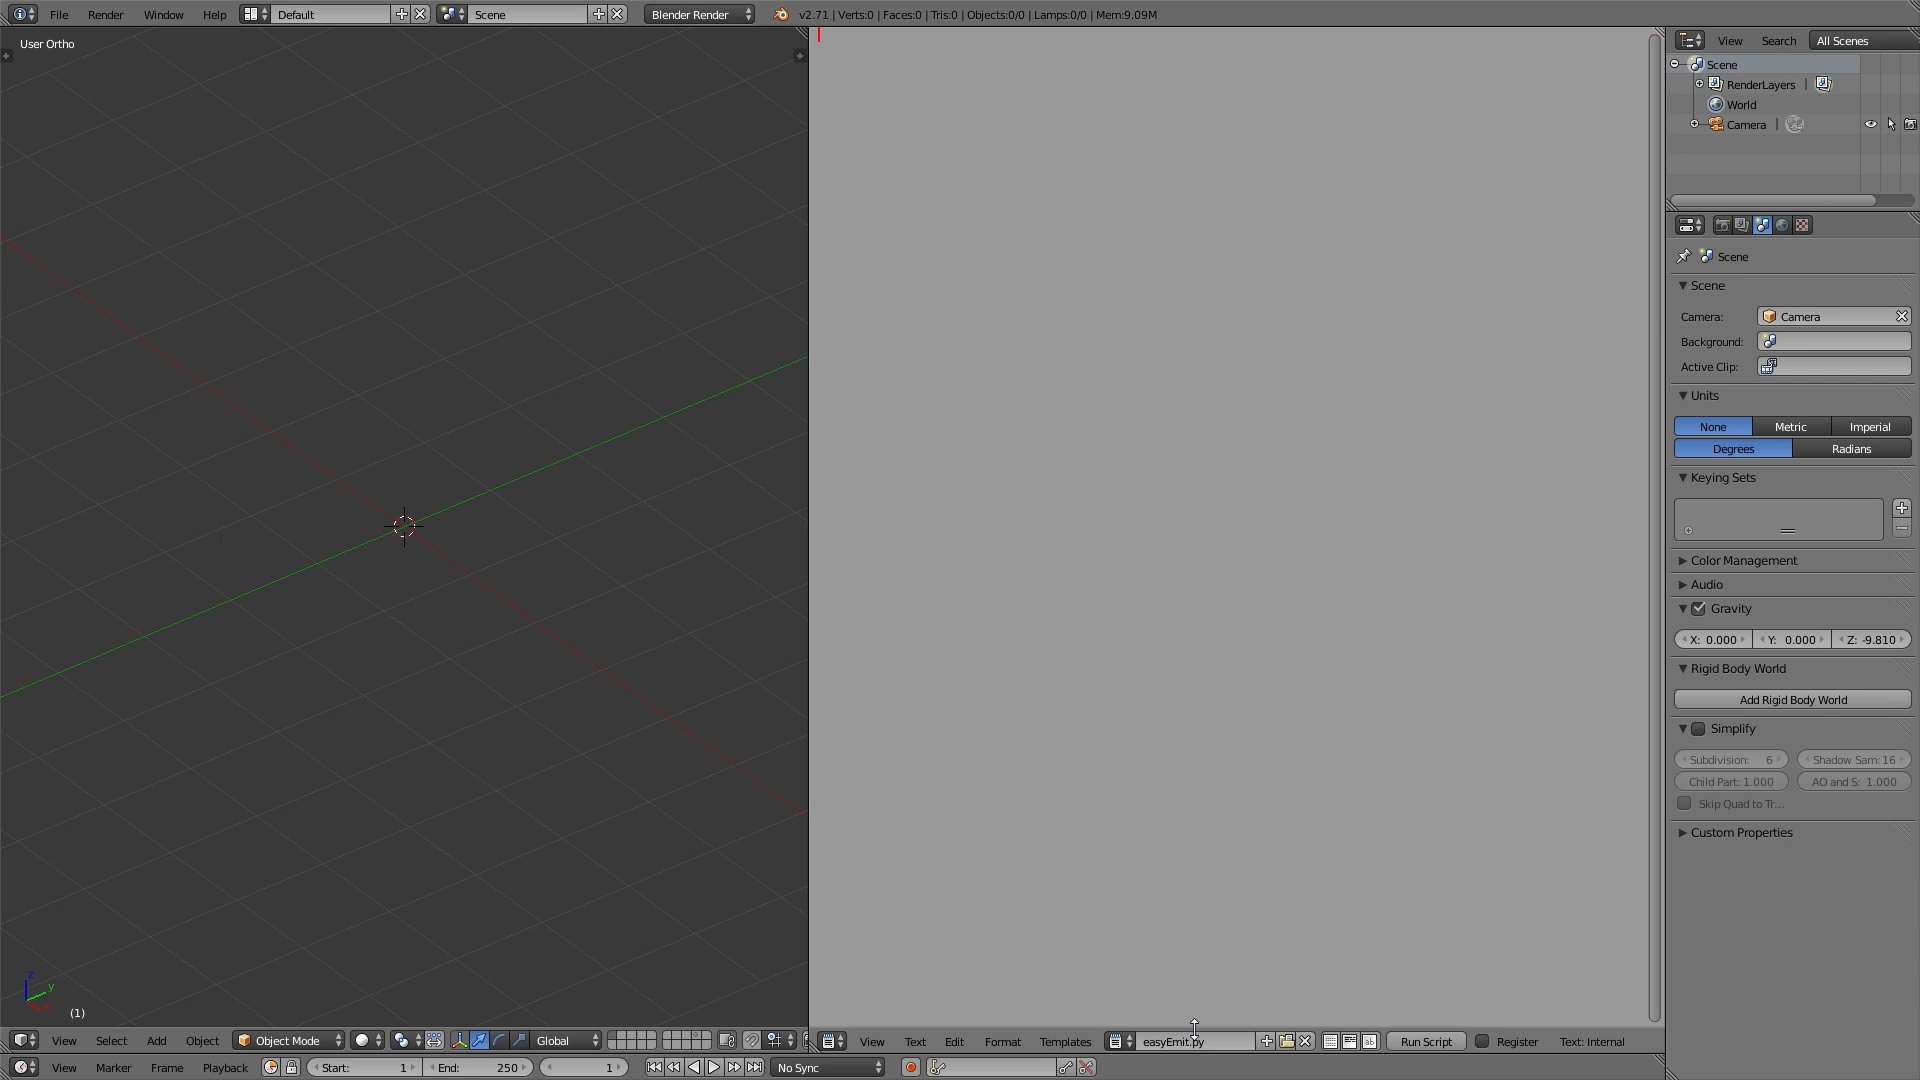 File Render Window Help Default Scene Blender Render v2.71 | Verts:0 | Faces:0 | Tris:0 | Objects:0/0 | Lamps:0/0 | Mem:9.09M
User Ortho
z
y
x
(1)
View Select Add Object Object Mode Global
View Text Edit Format Templates easyEmit.py Run Script Register Text: Internal
View Marker Frame Playback Start: 1 End: 250 1 No Sync
View Search All Scenes
Scene
RenderLayers |
World
Camera |
Scene
Scene
Camera: Camera
Background:
Active Clip:
Units
None Metric Imperial
Degrees Radians
Keying Sets
Color Management
Audio
Gravity
X: 0.000 Y: 0.000 Z: -9.810
Rigid Body World
Add Rigid Body World
Simplify
Subdivision: 6 Shadow Sam: 16
Child Part: 1.000 AO and S: 1.000
Skip Quad to Tr...
Custom Properties